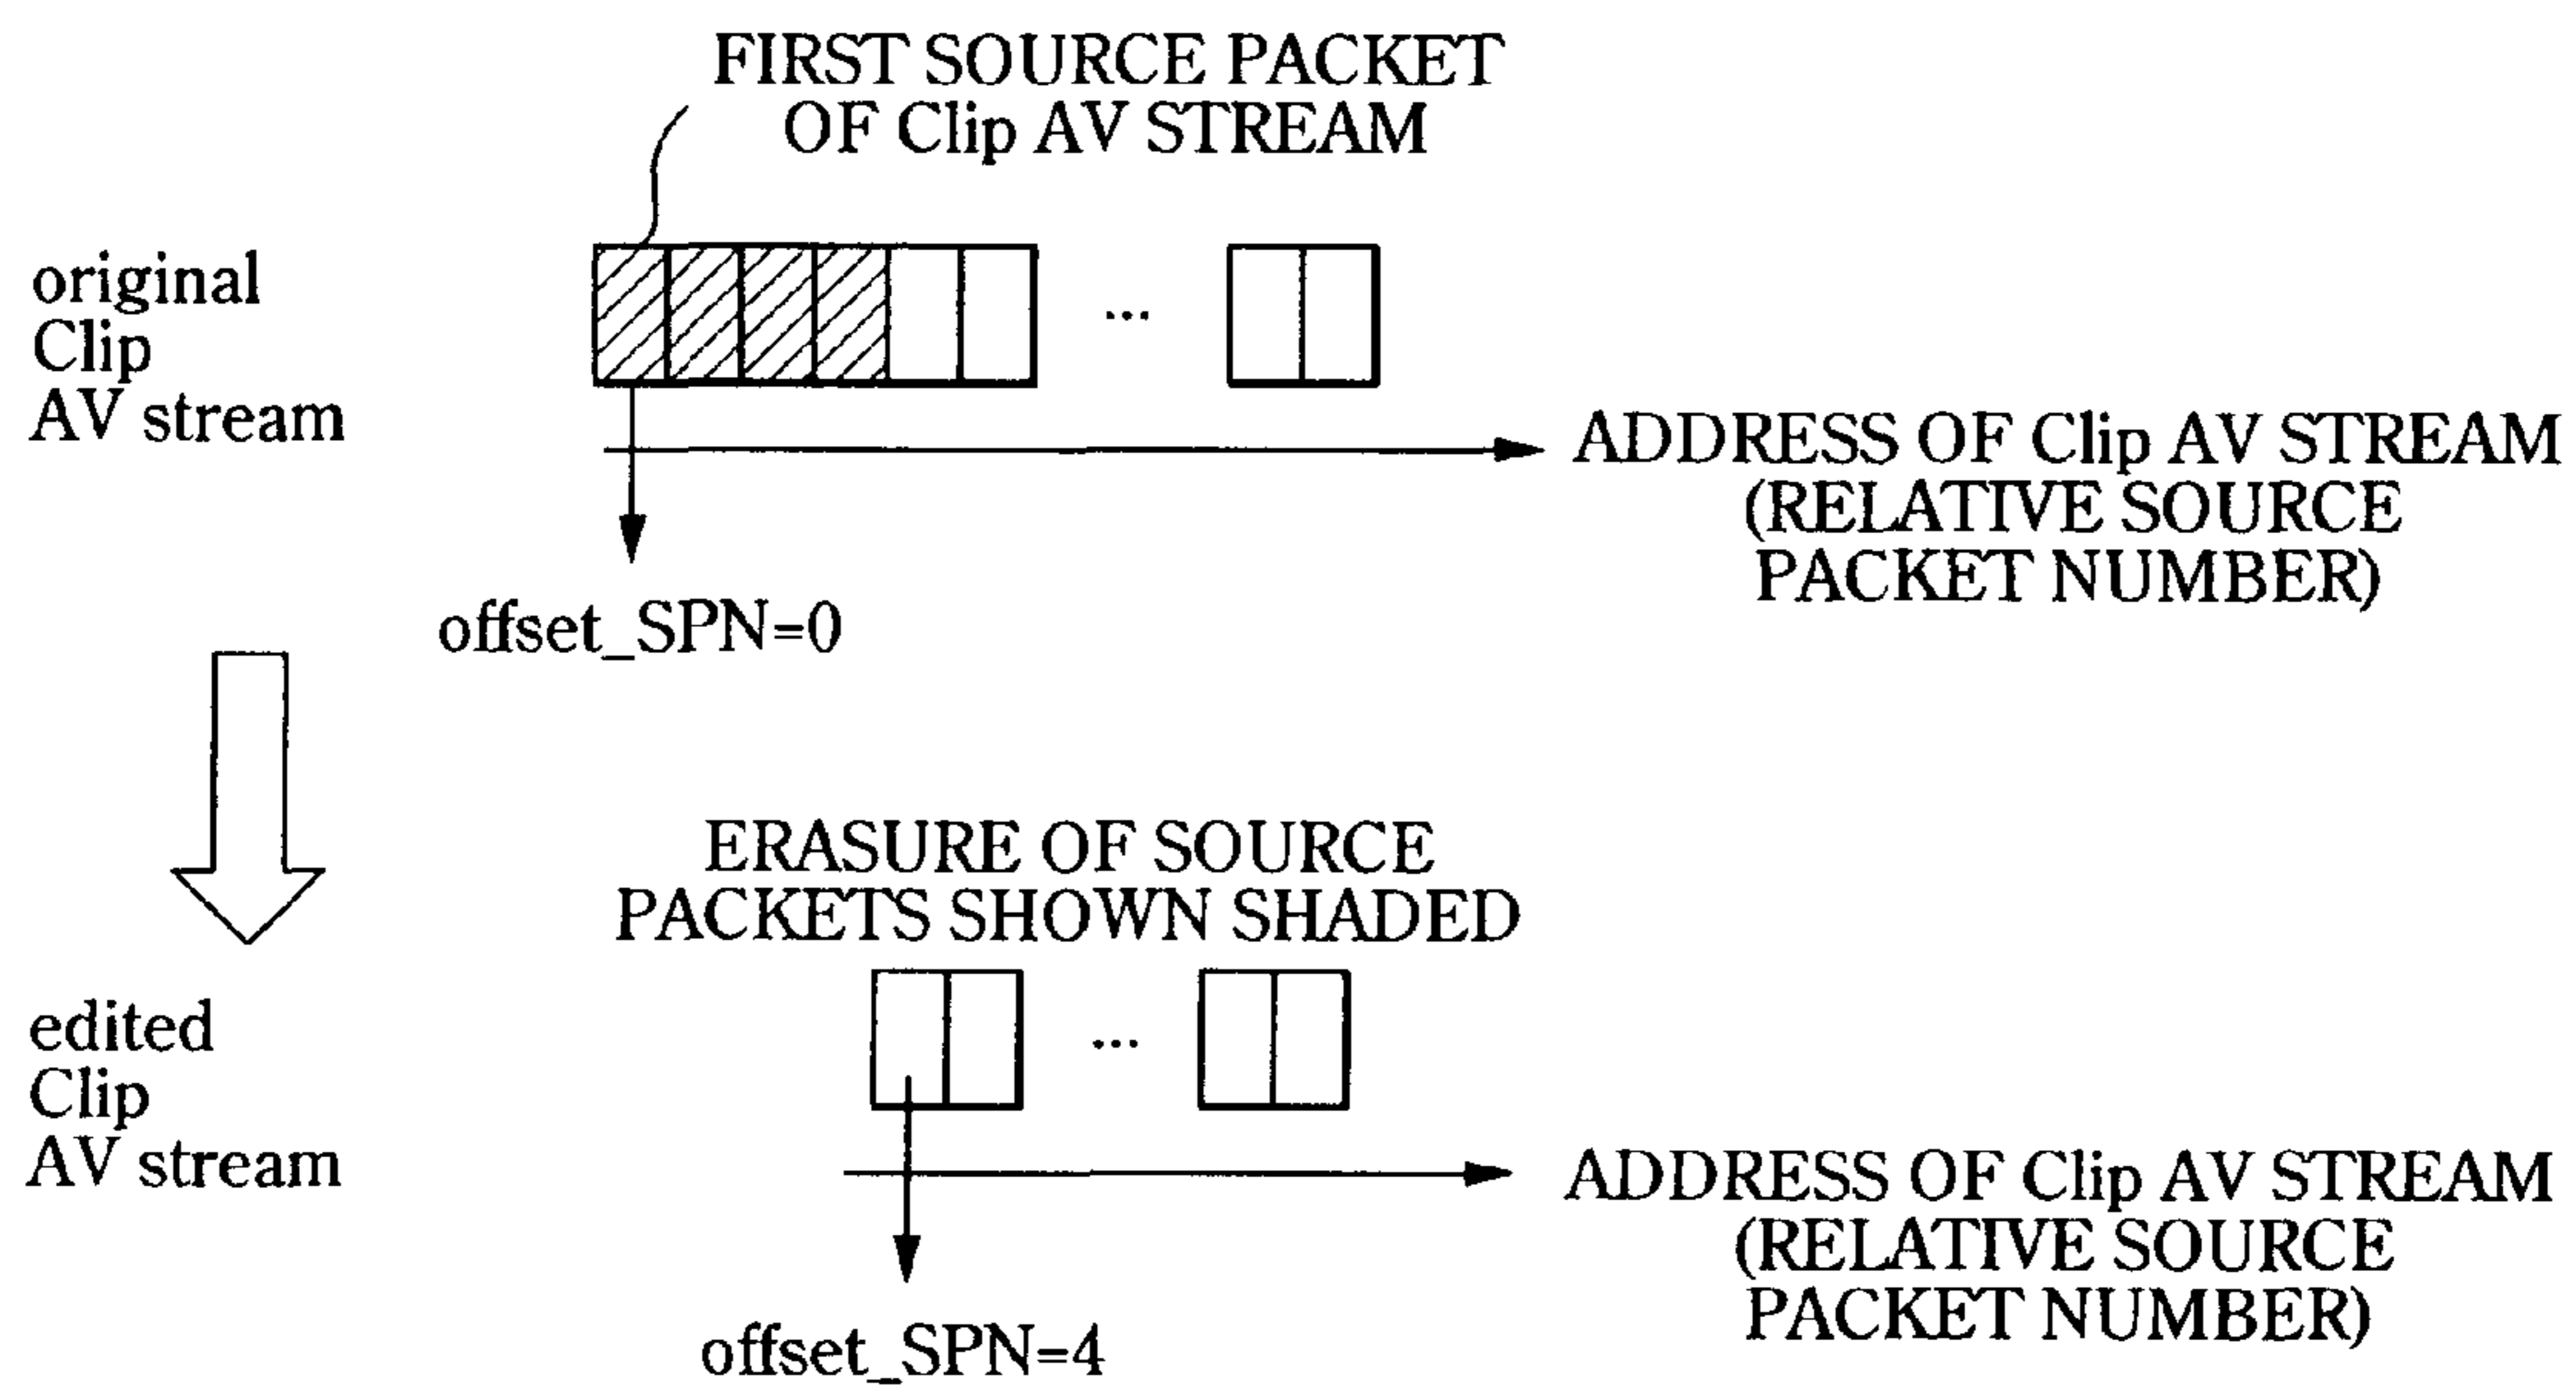 FIRST SOURCE PACKET
OF Clip AV STREAM
original
Clip
AV stream
...
ADDRESS OF Clip AV STREAM
(RELATIVE SOURCE
PACKET NUMBER)
offset_SPN=0
ERASURE OF SOURCE
PACKETS SHOWN SHADED
edited
Clip
AV stream
...
ADDRESS OF Clip AV STREAM
(RELATIVE SOURCE
PACKET NUMBER)
offset_SPN=4